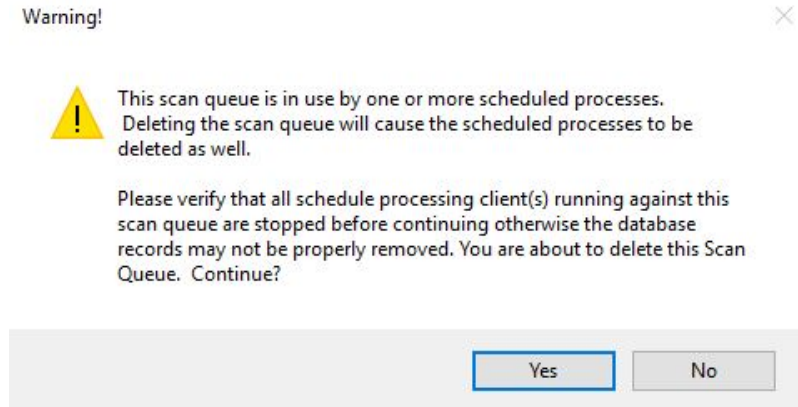 Warning!
This scan queue is in use by one or more scheduled processes.
Deleting the scan queue will cause the scheduled processes to be
deleted as well.
Please verify that all schedule processing client(s) running against this
scan queue are stopped before continuing otherwise the database
records may not be properly removed. You are about to delete this Scan
Queue.  Continue?
Yes
No